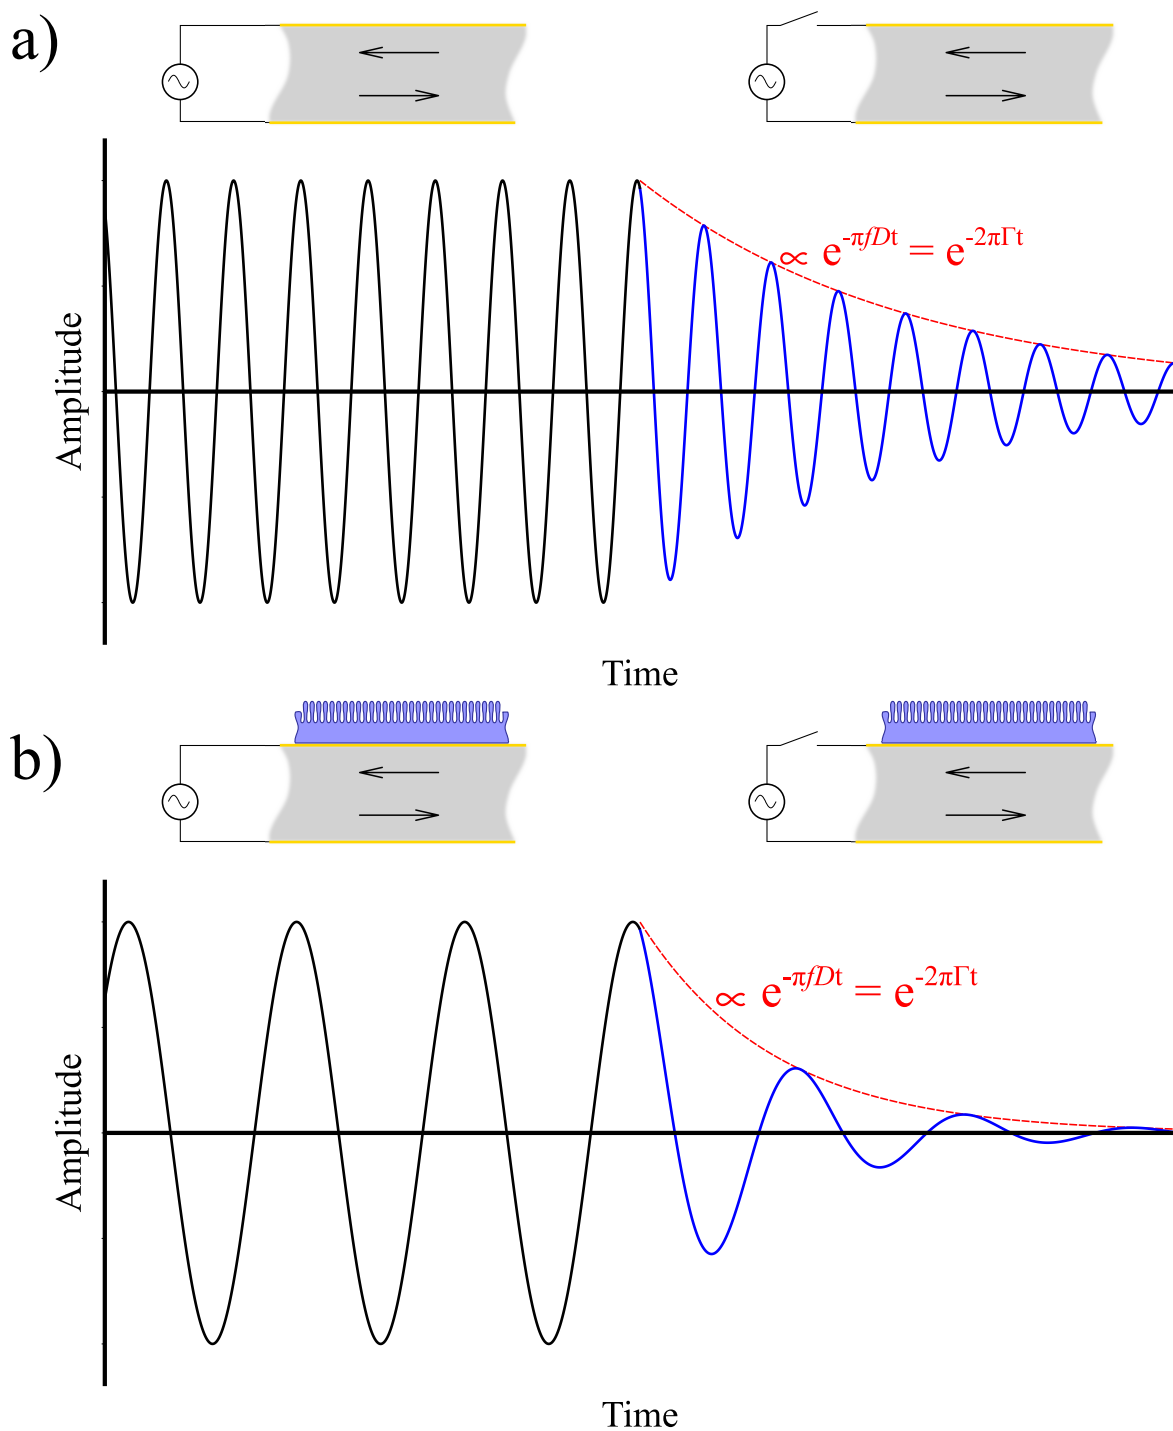 a)
∝ e^-πfDt = e^-2πΓt
Amplitude
Time
b)
∝ e^-πfDt = e^-2πΓt
Amplitude
Time